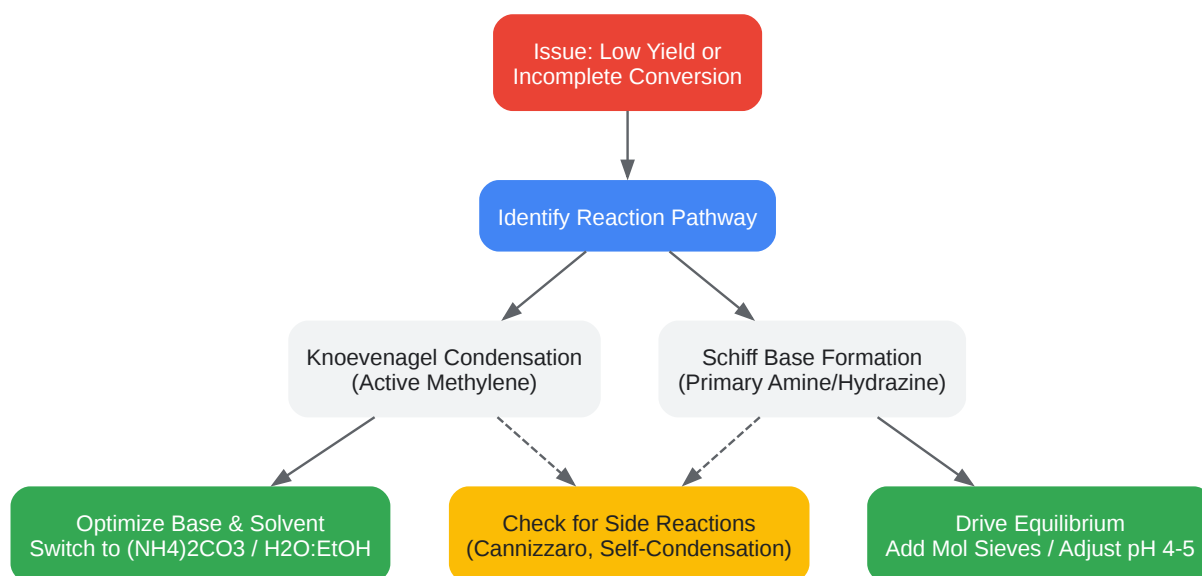 Issue: Low Yield or
Incomplete Conversion
Identify Reaction Pathway
Knoevenagel Condensation
(Active Methylene)
Schiff Base Formation
(Primary Amine/Hydrazine)
Optimize Base & Solvent
Switch to (NH4)2CO3 / H2O:EtOH
Check for Side Reactions
(Cannizzaro, Self-Condensation)
Drive Equilibrium
Add Mol Sieves / Adjust pH 4-5